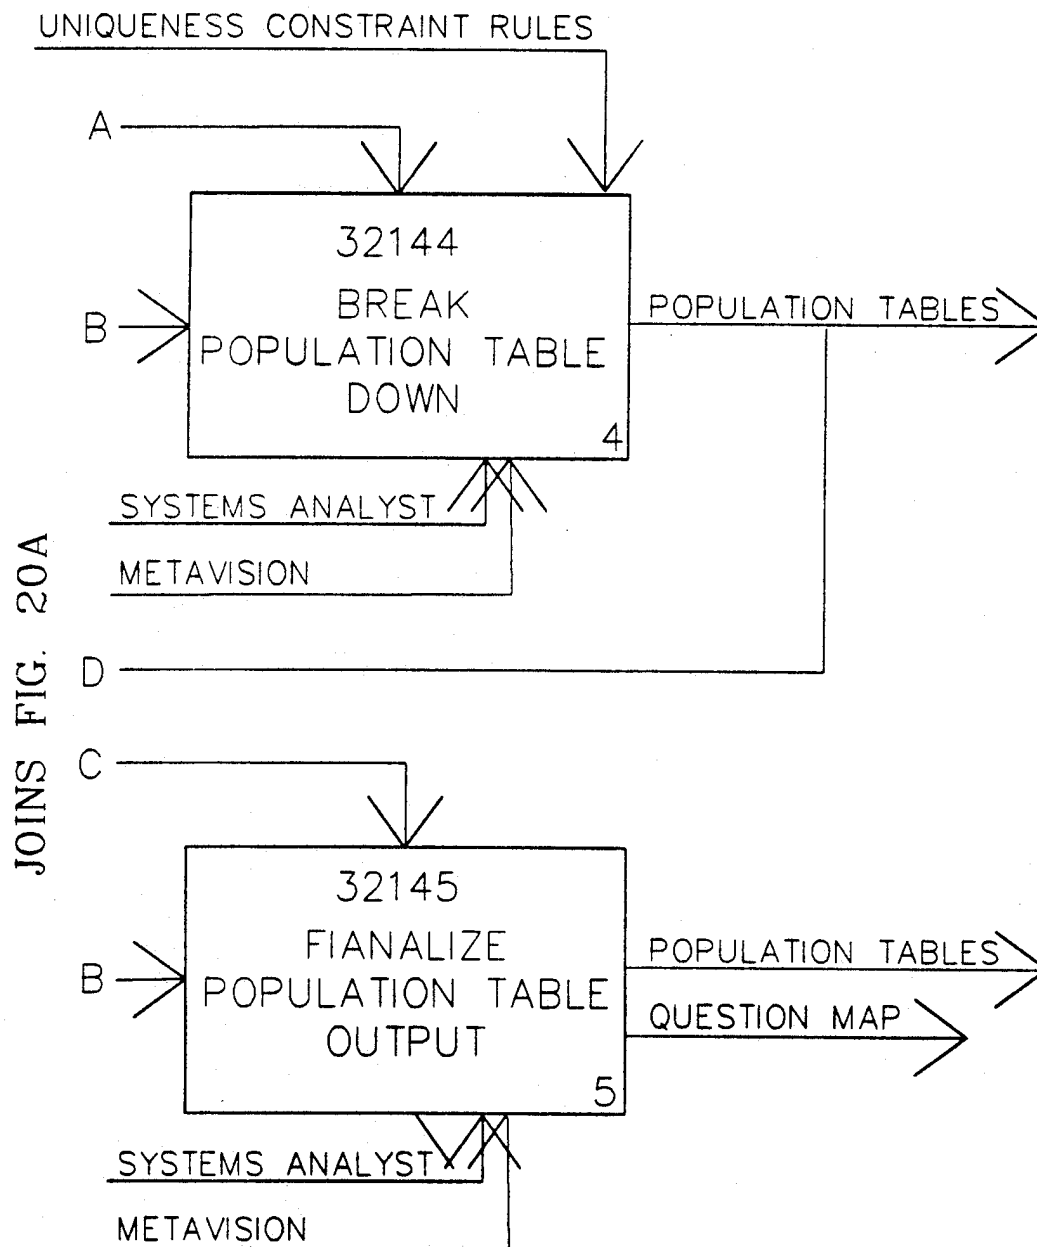 UNIQUENESS CONSTRAINT RULES
A
32144
BREAK
POPULATION TABLE
DOWN
4
B
POPULATION TABLES
SYSTEMS ANALYST
METAVISION
D
JOINS FIG. 20A
C
32145
FIANALIZE
POPULATION TABLE
OUTPUT
5
B
POPULATION TABLES
QUESTION MAP
SYSTEMS ANALYST
METAVISION